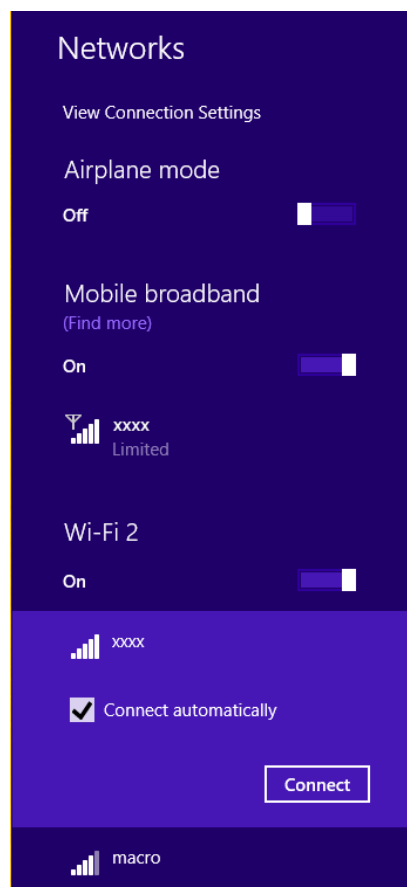 Networks
View Connection Settings
Airplane mode
Off
Mobile broadband
(Find more)
On
xxxx
Limited
Wi-Fi 2
On
xxxx
Connect automatically
Connect
macro